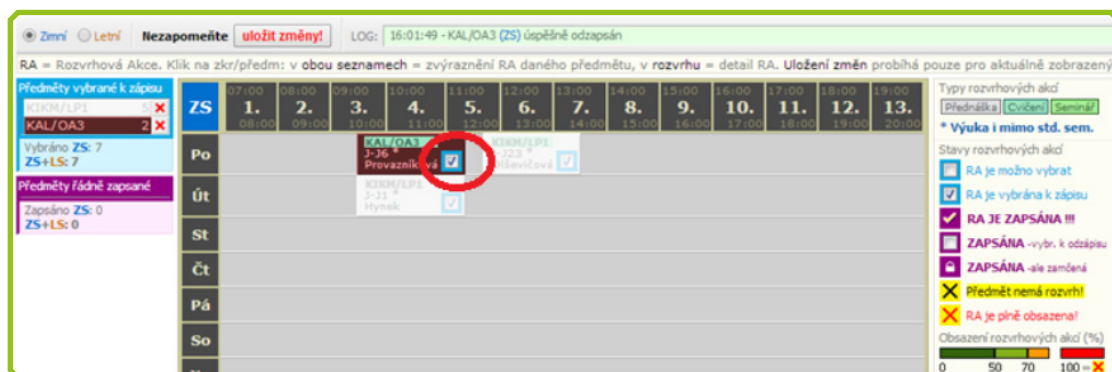 Zimní Letní Nezapomeňte uložit změny! LOG: 16:01:49 - KAL/OA3 (ZS) úspěšně odzapsán
RA = Rozvrhová Akce. Klik na zkr/předm: v obou seznamech = zvýraznění RA daného předmětu, v rozvrhu = detail RA. Uložení změn probíhá pouze pro aktuálně zobrazený
Předměty vybrané k zápisu
KIKM/LP1 5
KAL/OA3 2
Vybráno ZS: 7
ZS+LS: 7
Předměty řádně zapsané
Zapsáno ZS: 0
ZS+LS: 0
07:00 08:00 09:00 10:00 11:00 12:00 13:00 14:00 15:00 16:00 17:00 18:00 19:00
ZS 1. 2. 3. 4. 5. 6. 7. 8. 9. 10. 11. 12. 13.
08:00 09:00 10:00 11:00 12:00 13:00 14:00 15:00 16:00 17:00 18:00 19:00 20:00
Po
KAL/OA3
J-J6 *
Provazníková
KIKM/LP1
J-J23 *
Út
KIKM/LP1
J-J1 *
Hynek
St
Čt
Pá
So
Typy rozvrhových akcí
Přednáška Cvičení Seminář
* Výuka i mimo std. sem.
Stavy rozvrhových akcí
RA je možno vybrat
RA je vybrána k zápisu
RA JE ZAPSÁNA !!!
ZAPSÁNA -vybr. k odzápisu
ZAPSÁNA -ale zamčená
Předmět nemá rozvrh!
RA je plně obsazena!
Obsazení rozvrhových akcí (%)
0 50 70 100 =